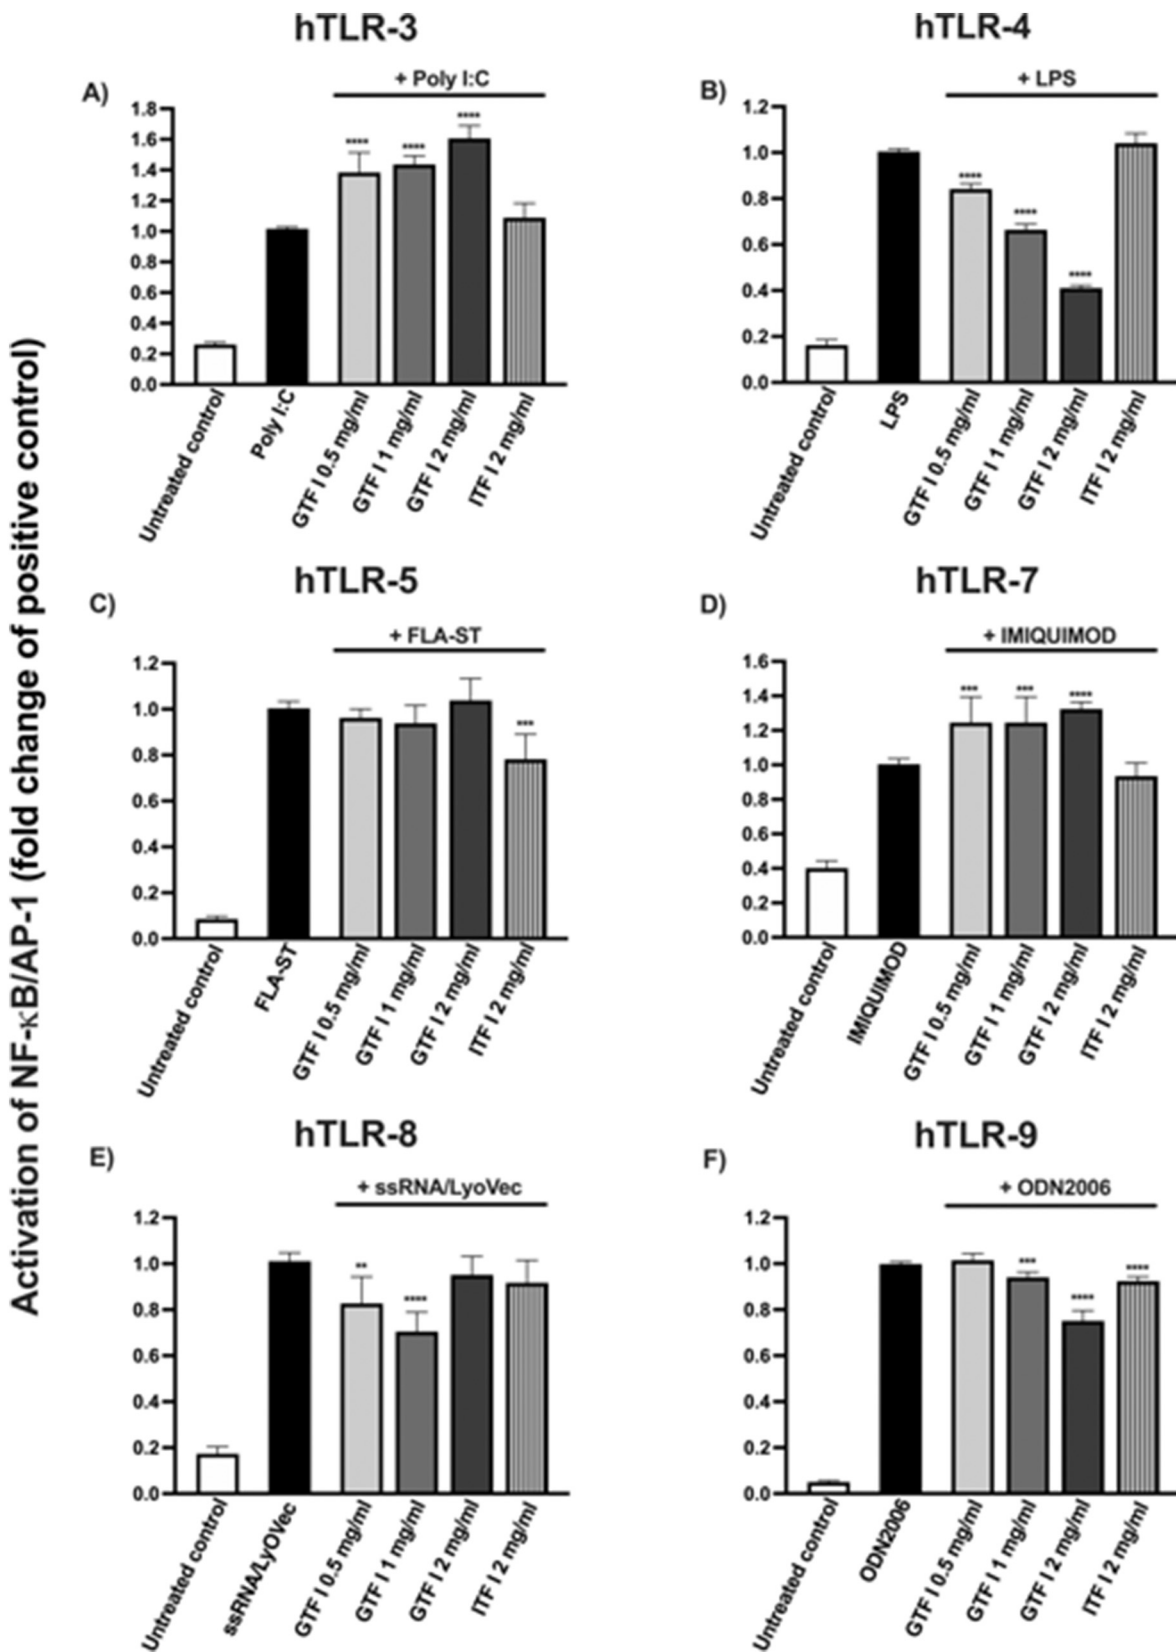 Activation of NF-κB/AP-1 (fold change of positive control)
hTLR-3
A)
+ Poly I:C
1.8
1.6
1.4
1.2
1.0
0.8
0.6
0.4
0.2
0.0
****
****
****
Untreated control
Poly I:C
GTF I 0.5 mg/ml
GTF I 1 mg/ml
GTF I 2 mg/ml
ITF I 2 mg/ml
hTLR-4
B)
+ LPS
1.2
1.0
0.8
0.6
0.4
0.2
0.0
****
****
****
Untreated control
LPS
GTF I 0.5 mg/ml
GTF I 1 mg/ml
GTF I 2 mg/ml
ITF I 2 mg/ml
hTLR-5
C)
+ FLA-ST
1.2
1.0
0.8
0.6
0.4
0.2
0.0
***
Untreated control
FLA-ST
GTF I 0.5 mg/ml
GTF I 1 mg/ml
GTF I 2 mg/ml
ITF I 2 mg/ml
hTLR-7
D)
+ IMIQUIMOD
1.6
1.4
1.2
1.0
0.8
0.6
0.4
0.2
0.0
***
***
****
Untreated control
IMIQUIMOD
GTF I 0.5 mg/ml
GTF I 1 mg/ml
GTF I 2 mg/ml
ITF I 2 mg/ml
hTLR-8
E)
+ ssRNA/LyoVec
1.2
1.0
0.8
0.6
0.4
0.2
0.0
**
****
Untreated control
ssRNA/LyOVec
GTF I 0.5 mg/ml
GTF I 1 mg/ml
GTF I 2 mg/ml
ITF I 2 mg/ml
hTLR-9
F)
+ ODN2006
1.2
1.0
0.8
0.6
0.4
0.2
0.0
***
****
****
Untreated control
ODN2006
GTF I 0.5 mg/ml
GTF I 1 mg/ml
GTF I 2 mg/ml
ITF I 2 mg/ml